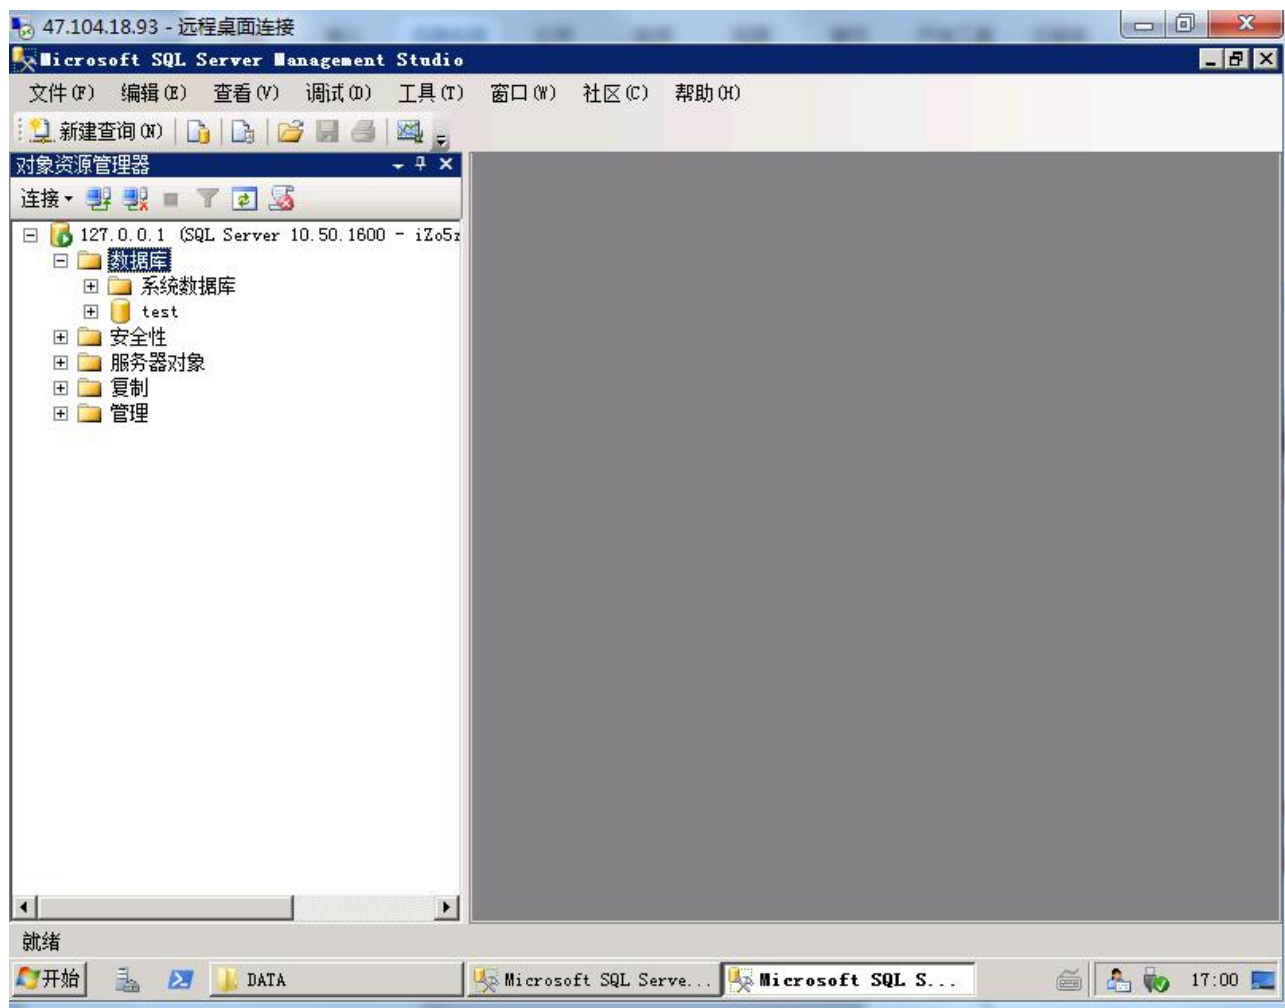 47.104.18.93 - 远程桌面连接
Microsoft SQL Server Management Studio
文件(F) 编辑(E) 查看(V) 调试(D) 工具(T) 窗口(W) 社区(C) 帮助(H)
新建查询(N)
对象资源管理器
连接
127.0.0.1 (SQL Server 10.50.1600 - iZo5z
数据库
系统数据库
test
安全性
服务器对象
复制
管理
就绪
开始 DATA Microsoft SQL Serve... Microsoft SQL S... 17:00